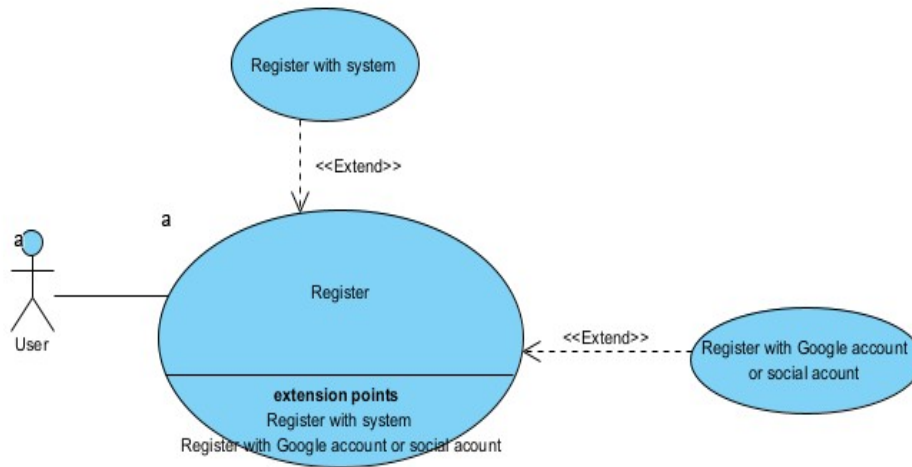 Register with system
<<Extend>>
a
a
User
Register
<<Extend>>
Register with Google account
or social acount
extension points
Register with system
Register with Google account or social acount